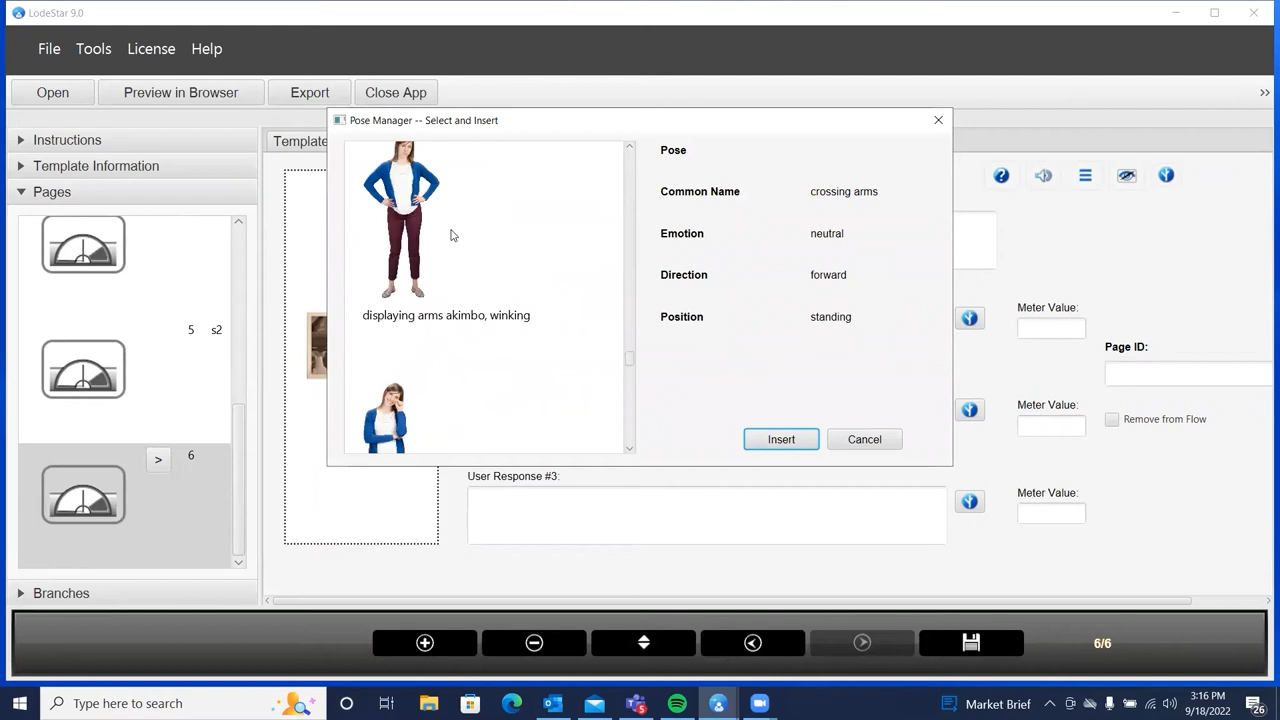 LodeStar 9.0
File Tools License Help
Open Preview in Browser Export Close App >>
Pose Manager -- Select and Insert
Instructions
Template Information
Pages
Template
Pose
Common Name crossing arms
Emotion neutral
Direction forward
Position standing
displaying arms akimbo, winking
Insert Cancel
5 s2
> 6
Meter Value:
Page ID:
Meter Value:
Remove from Flow
User Response #3:
Meter Value:
Branches
6/6
Type here to search
Market Brief
3:16 PM
9/18/2022
26